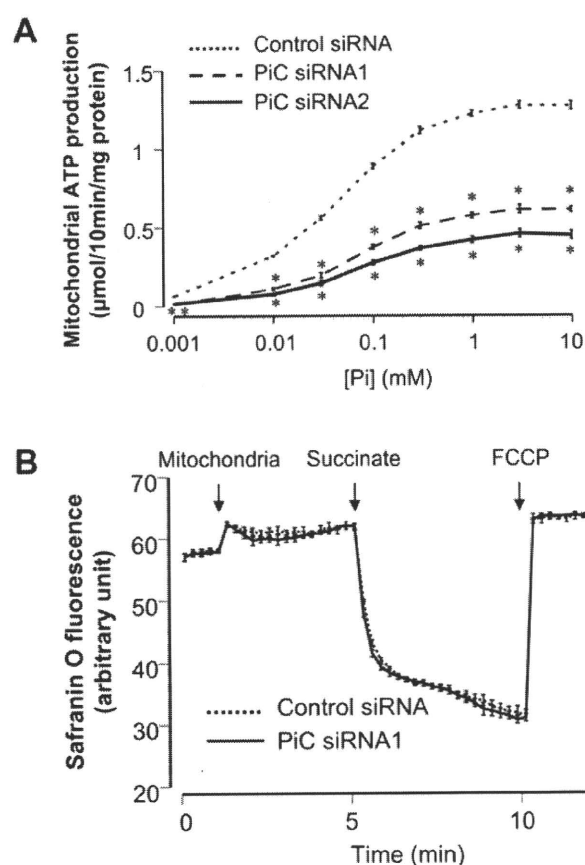 A
Control siRNA
PiC siRNA1
PiC siRNA2
Mitochondrial ATP production
(µmol/10min/mg protein)
1.5
1
0.5
0
* * * * * * *
* * * * * * *
0.001 0.01 0.1 1 10
[Pi] (mM)
B
Mitochondria Succinate FCCP
Safranin O fluorescence
(arbitrary unit)
70
60
50
40
30
20
Control siRNA
PiC siRNA1
0 5 10
Time (min)